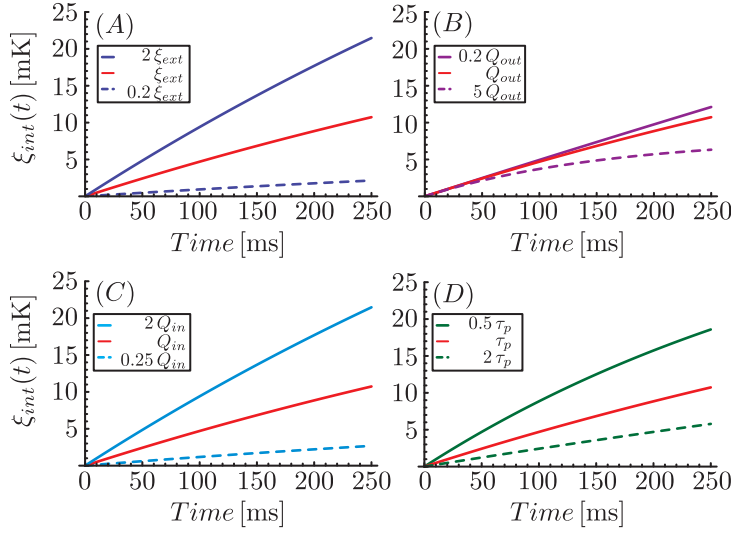 (A)
2 ξext
ξext
0.2 ξext
25
20
15
10
5
ξint(t) [mK]
0 50 100 150 200 250
Time [ms]
(B)
0.2 Qout
Qout
5 Qout
25
20
15
10
5
0 50 100 150 200 250
Time [ms]
(C)
2 Qin
Qin
0.25 Qin
25
20
15
10
5
ξint(t) [mK]
0 50 100 150 200 250
Time [ms]
(D)
0.5 τp
τp
2 τp
25
20
15
10
5
0 50 100 150 200 250
Time [ms]